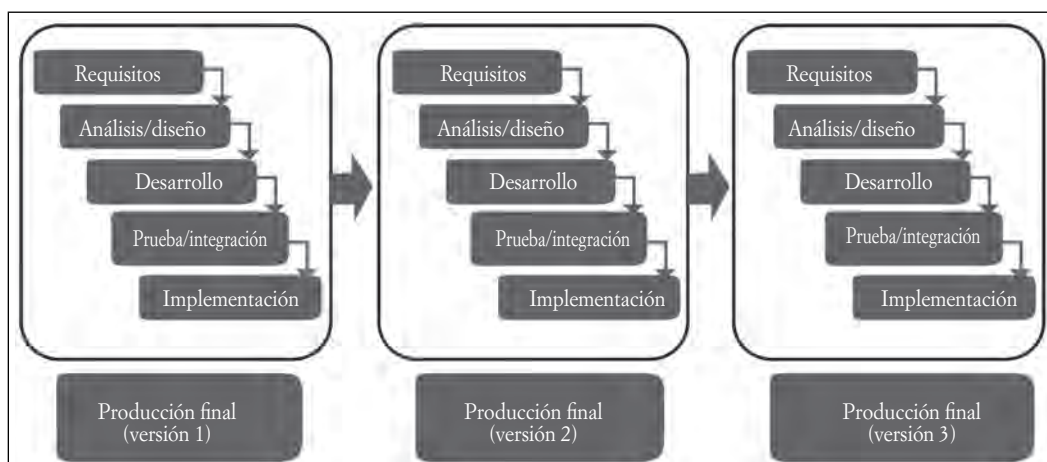 Requisitos
Análisis/diseño
Desarrollo
Prueba/integración
Implementación
Producción final
(versión 1)
Requisitos
Análisis/diseño
Desarrollo
Prueba/integración
Implementación
Producción final
(versión 2)
Requisitos
Análisis/diseño
Desarrollo
Prueba/integración
Implementación
Producción final
(versión 3)